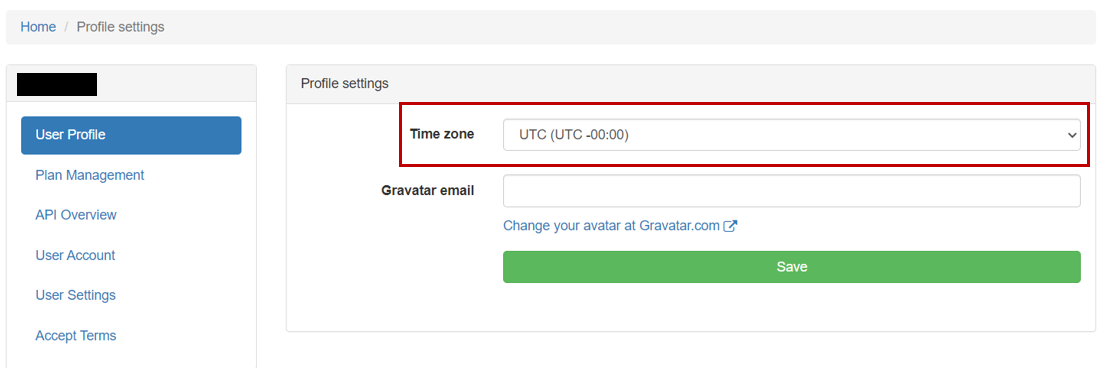 Home / Profile settings
User Profile
Plan Management
API Overview
User Account
User Settings
Accept Terms
Profile settings
Time zone UTC (UTC -00:00)
Gravatar email
Change your avatar at Gravatar.com
Save